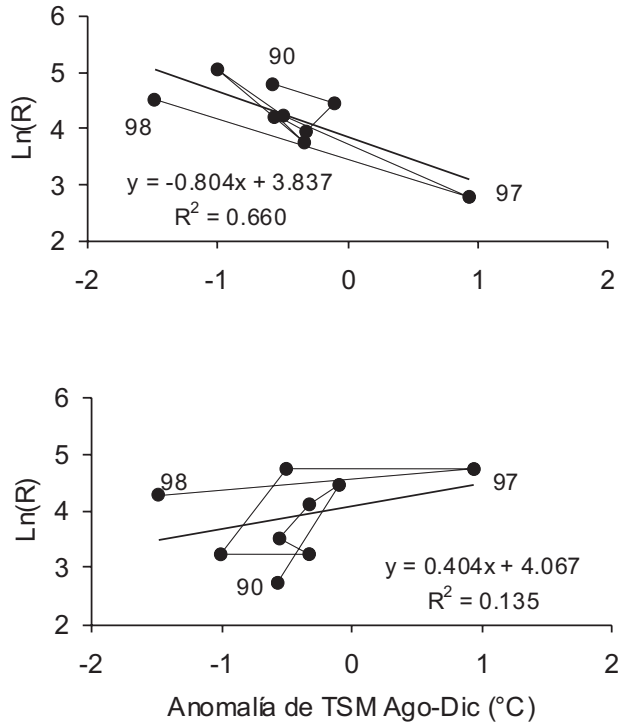 6
5
4
3
2
Ln(R)
90
98
97
y = -0.804x + 3.837
R² = 0.660
-2 -1 0 1 2
6
5
4
3
2
Ln(R)
98
97
90
y = 0.404x + 4.067
R² = 0.135
-2 -1 0 1 2
Anomalía de TSM Ago-Dic (°C)